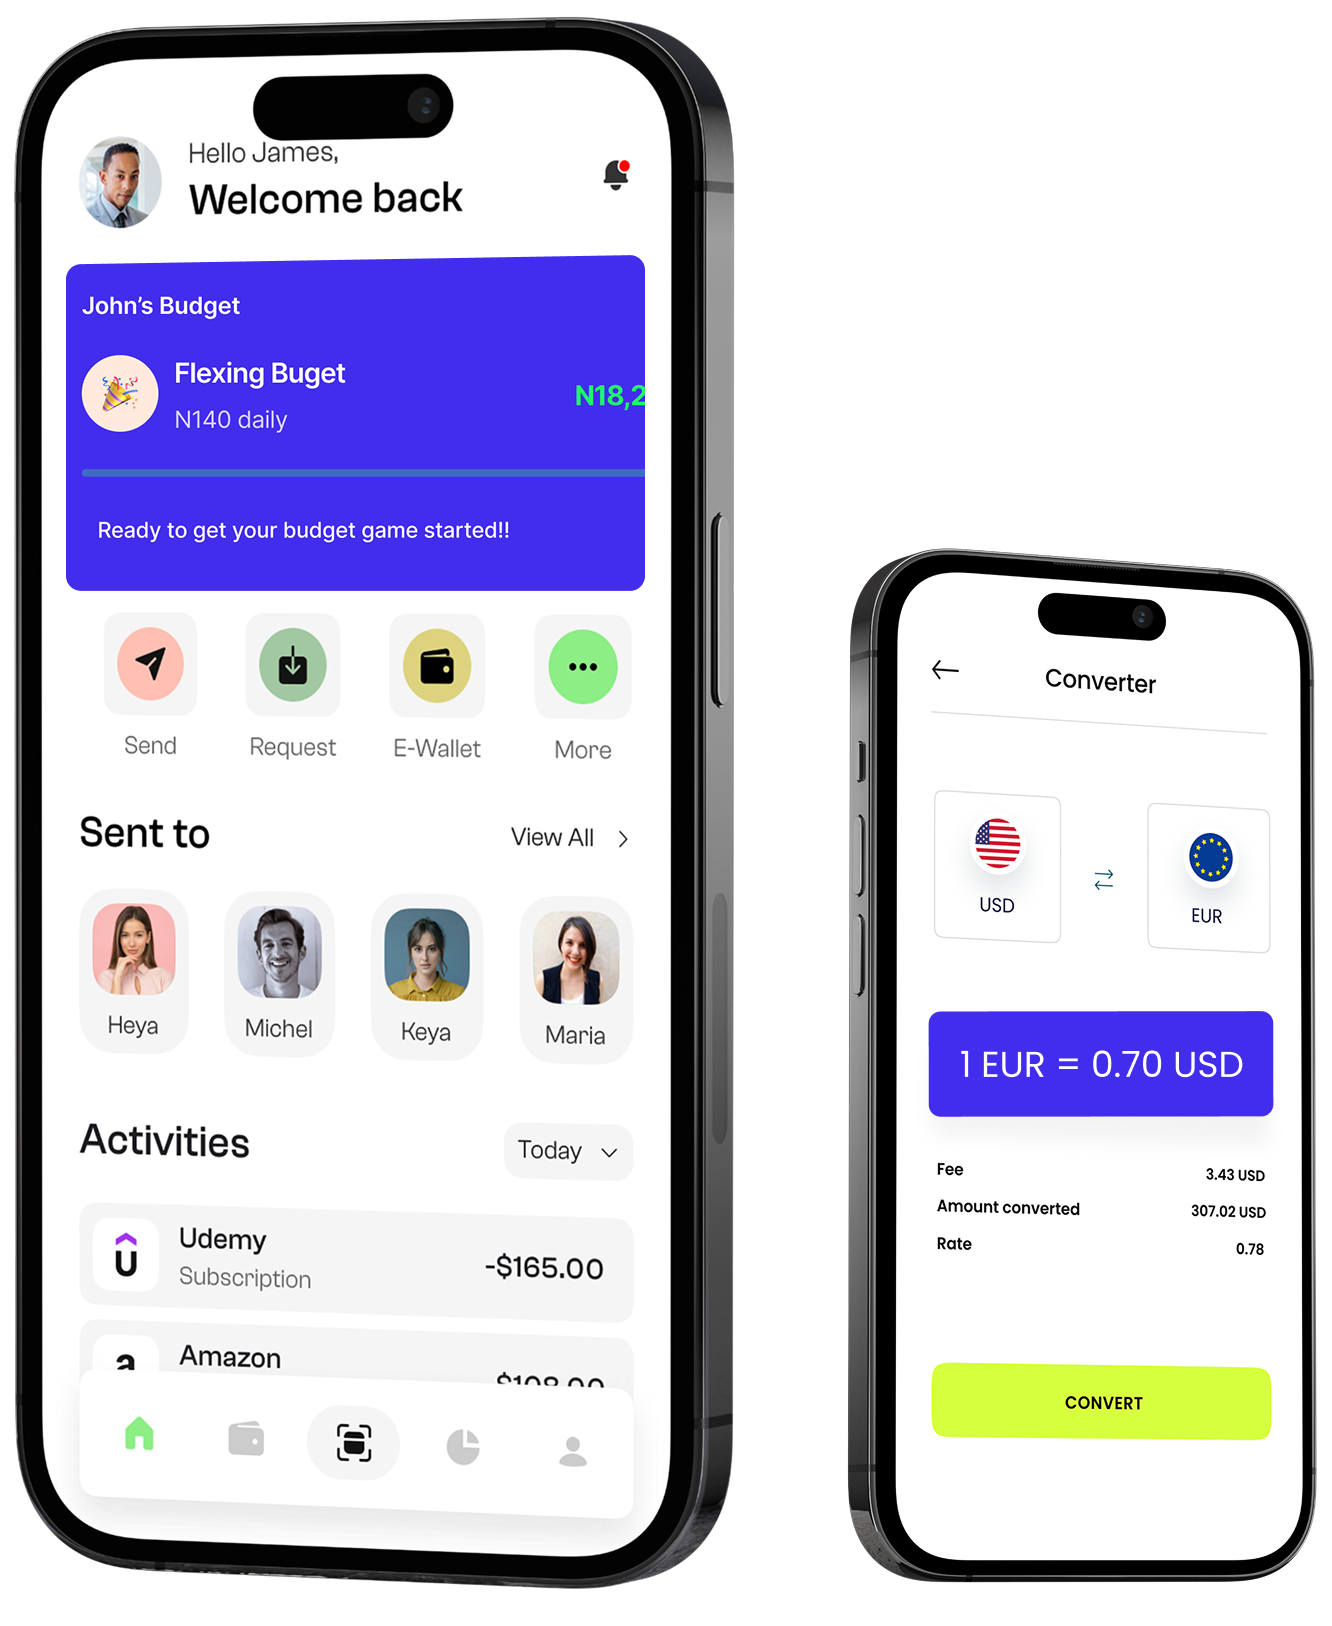 Hello James,
Welcome back
John's Budget
Flexing Buget
N140 daily
N18,2
Ready to get your budget game started!!
Send
Request
E-Wallet
More
Sent to
View All
Heya
Michel
Keya
Maria
Activities
Today
Udemy
Subscription
-$165.00
Amazon
Converter
USD
EUR
1 EUR = 0.70 USD
Fee
3.43 USD
Amount converted
307.02 USD
Rate
0.78
CONVERT